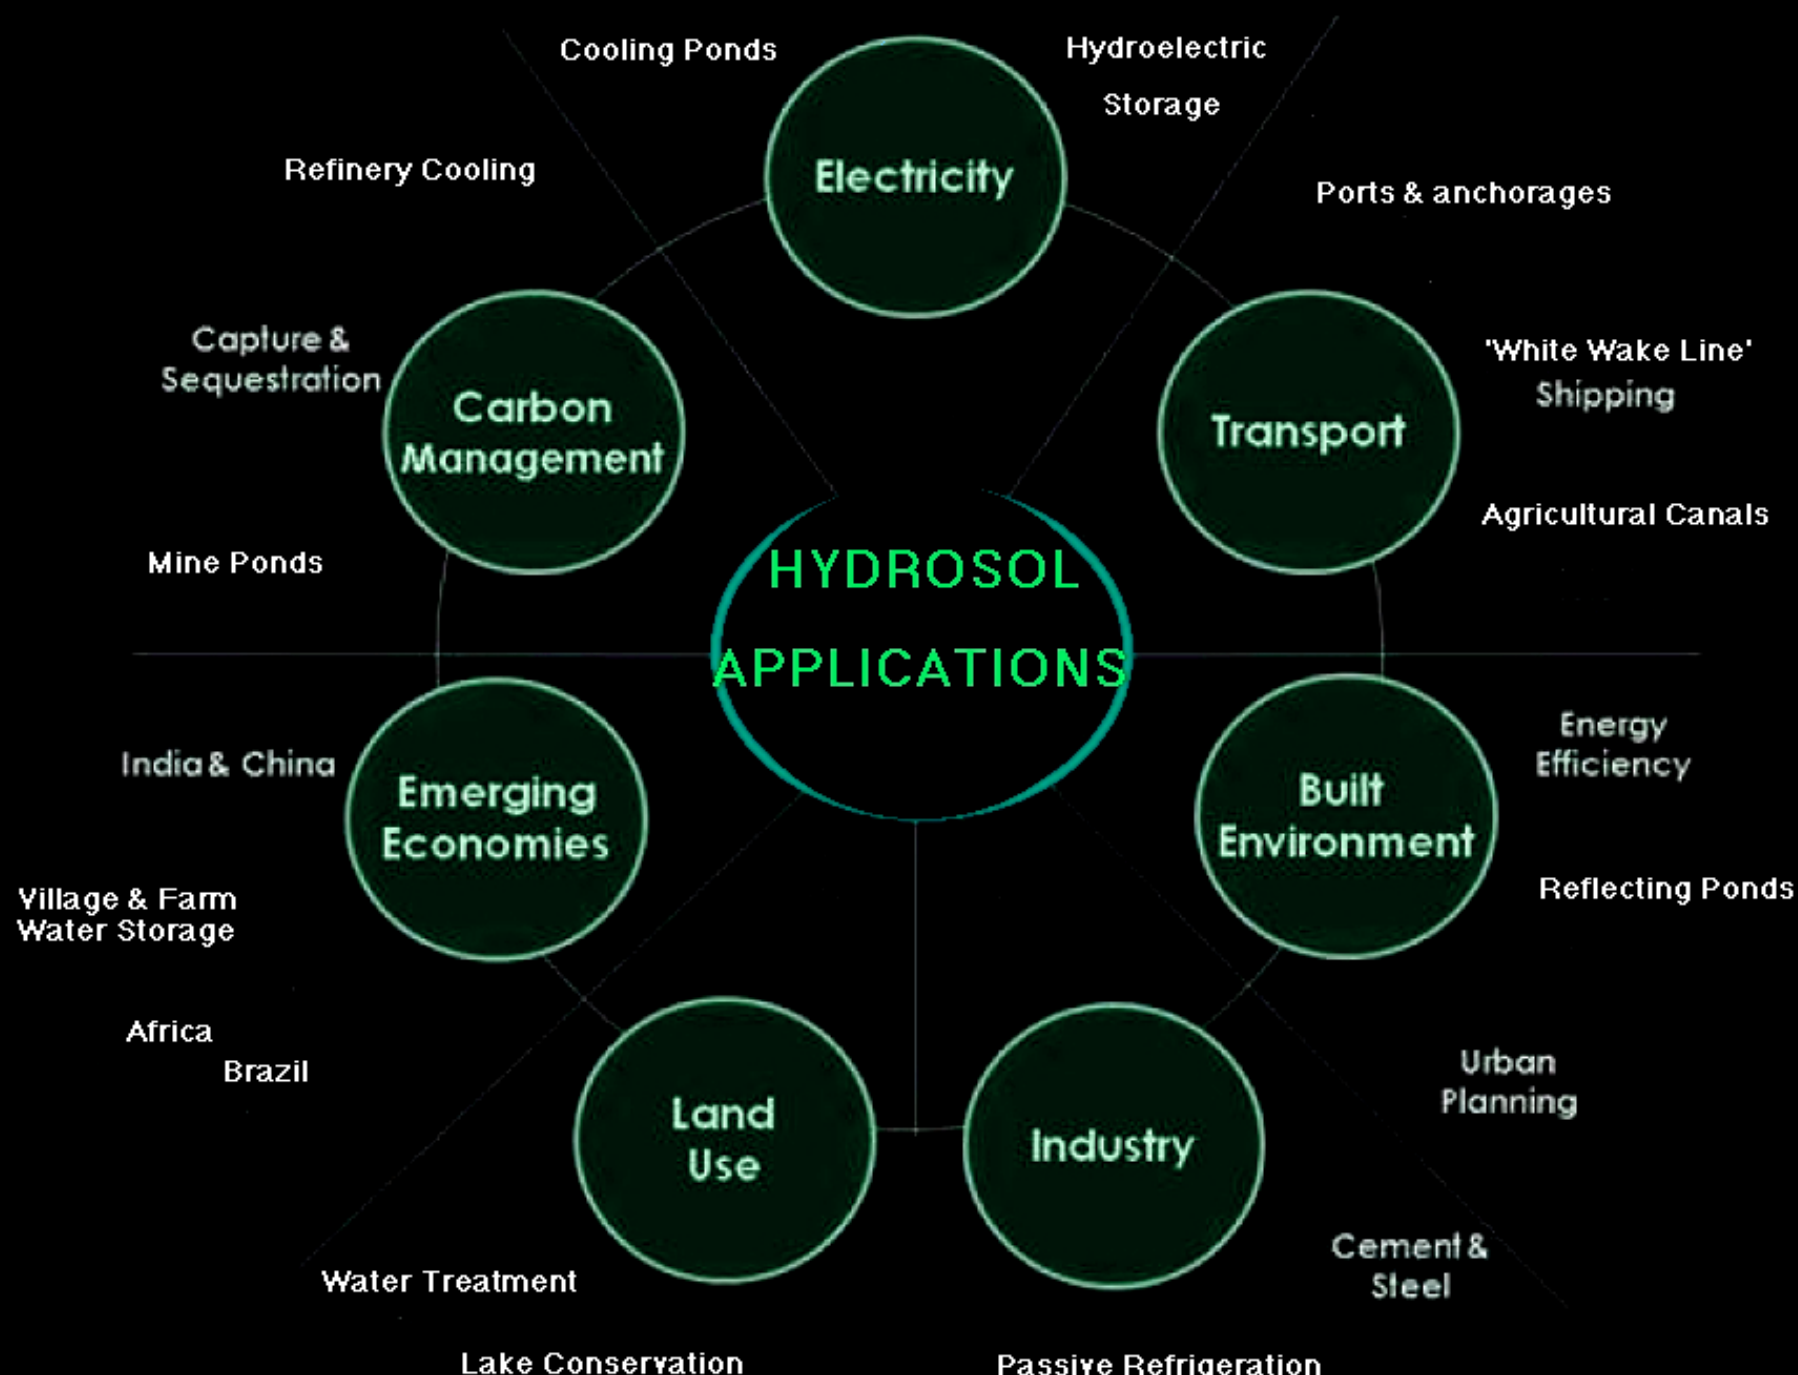 Cooling Ponds
Hydroelectric
Storage
Electricity
Refinery Cooling
Ports & anchorages
Capture &
Sequestration
Carbon
Management
'White Wake Line'
Shipping
Transport
Agricultural Canals
Mine Ponds
HYDROSOL
APPLICATIONS
India & China
Emerging
Economies
Energy
Efficiency
Built
Environment
Reflecting Ponds
Village & Farm
Water Storage
Africa
Brazil
Urban
Planning
Land
Use
Industry
Cement &
Steel
Water Treatment
Lake Conservation
Passive Refrigeration